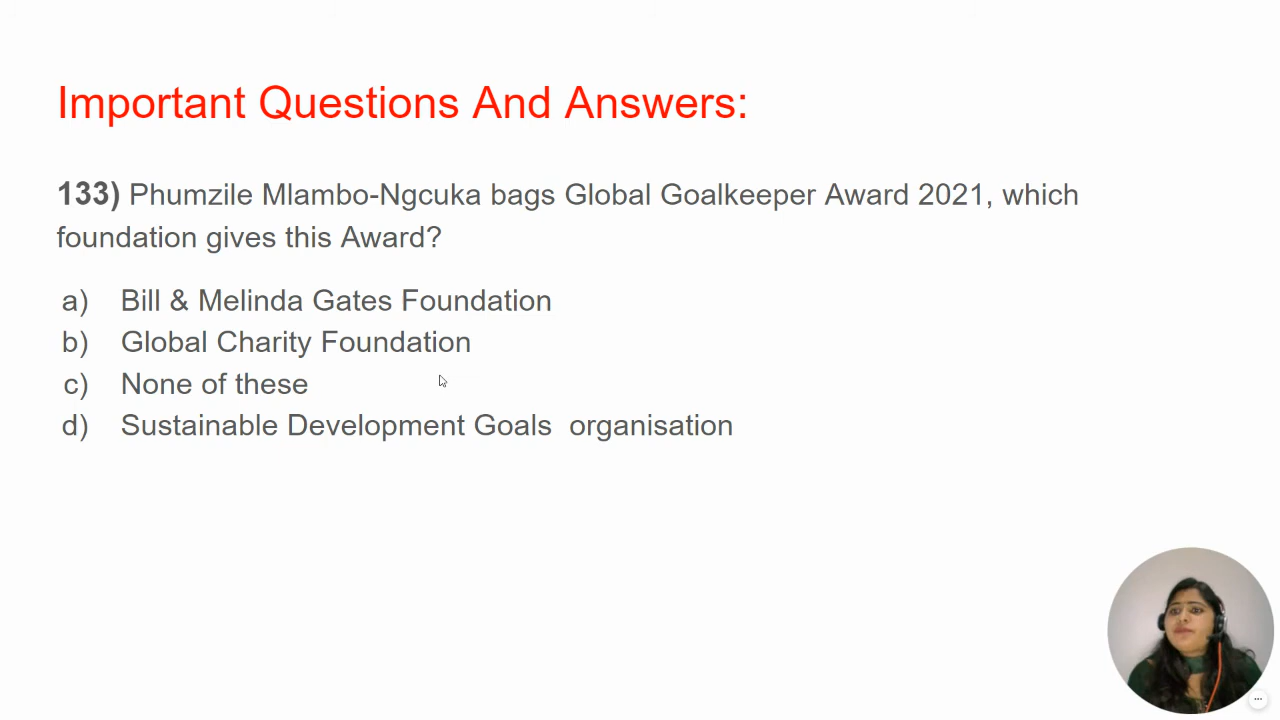 Important Questions And Answers:
133) Phumzile Mlambo-Ngcuka bags Global Goalkeeper Award 2021, which
foundation gives this Award?
a) Bill & Melinda Gates Foundation
b) Global Charity Foundation
c) None of these
d) Sustainable Development Goals  organisation